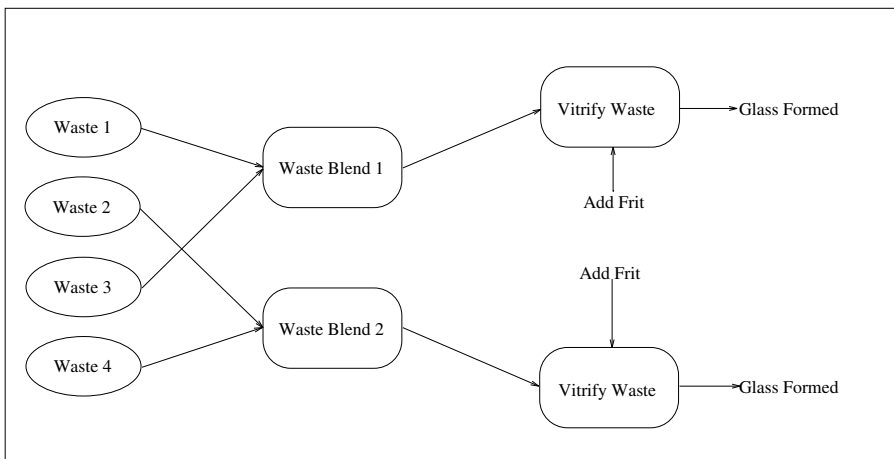 Waste 1
Waste 2
Waste 3
Waste 4
Waste Blend 1
Waste Blend 2
Vitrify Waste
Glass Formed
Add Frit
Add Frit
Vitrify Waste
Glass Formed